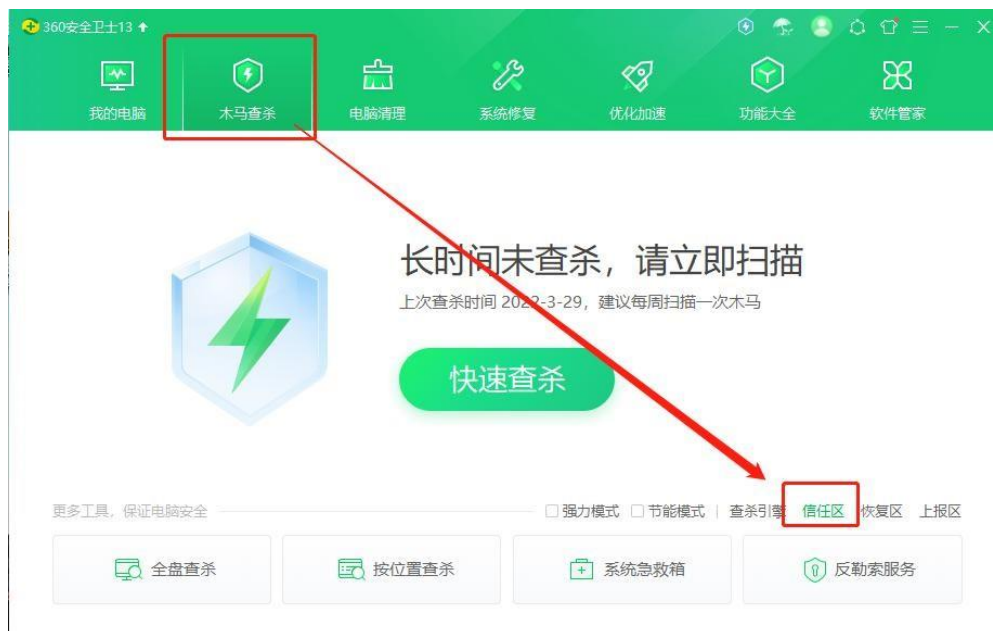 360安全卫士13
我的电脑 木马查杀 电脑清理 系统修复 优化加速 功能大全 软件管家
长时间未查杀，请立即扫描
上次查杀时间 2022-3-29，建议每周扫描一次木马
快速查杀
更多工具，保证电脑安全 强力模式 节能模式 查杀引擎 信任区 恢复区 上报区
全盘查杀 按位置查杀 系统急救箱 反勒索服务